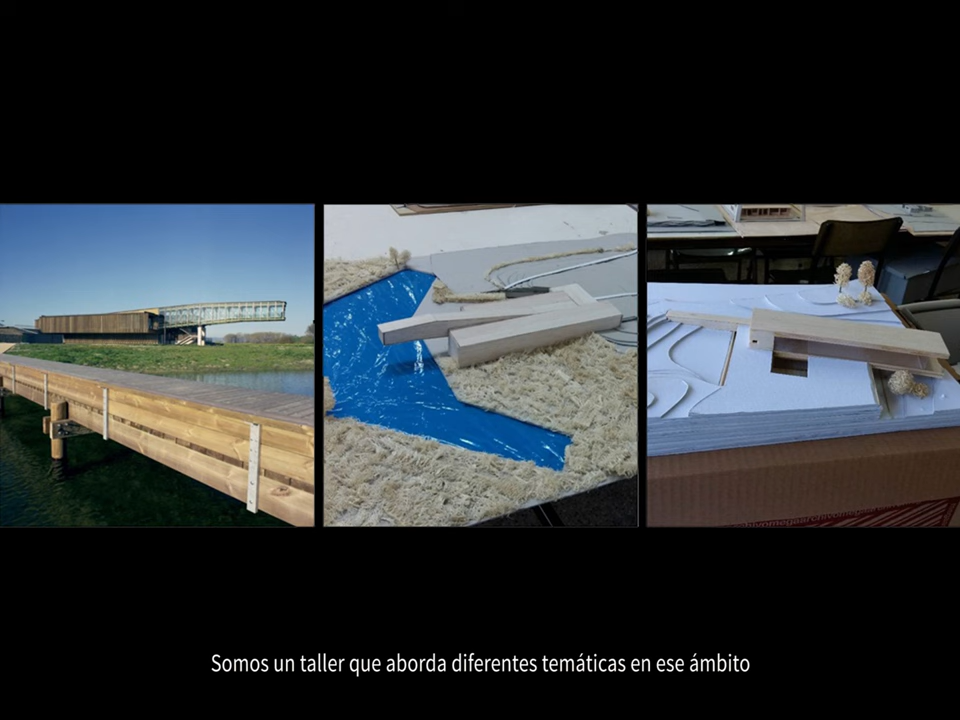 Somos un taller que aborda diferentes temáticas en ese ámbito